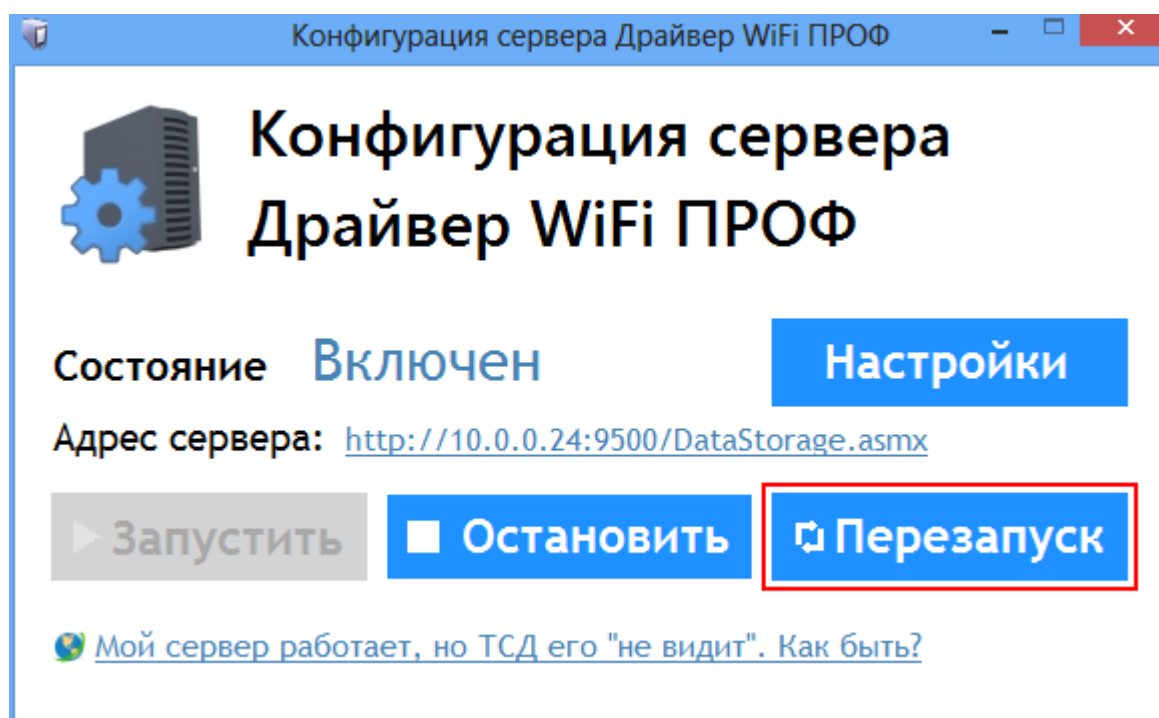 Конфигурация сервера Драйвер WiFi ПРОФ
Конфигурация сервера
Драйвер WiFi ПРОФ
Состояние Включен
Настройки
Адрес сервера: http://10.0.0.24:9500/DataStorage.asmx
Запустить
Остановить
Перезапуск
Мой сервер работает, но ТСД его "не видит". Как быть?